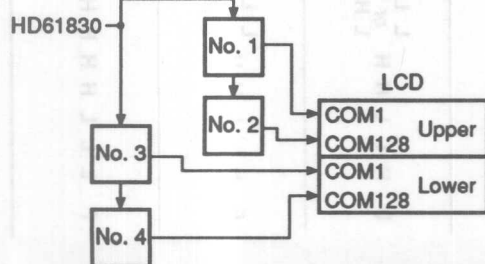 HD61830
No. 1
LCD
No. 2
COM1
Upper
COM128
No. 3
COM1
Lower
COM128
No. 4